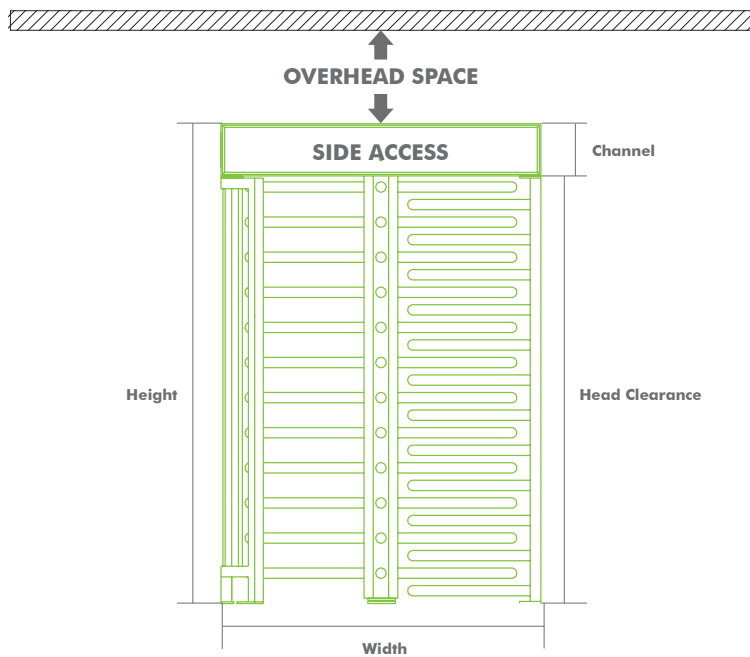 OVERHEAD SPACE
SIDE ACCESS
Channel
Height
Head Clearance
Width